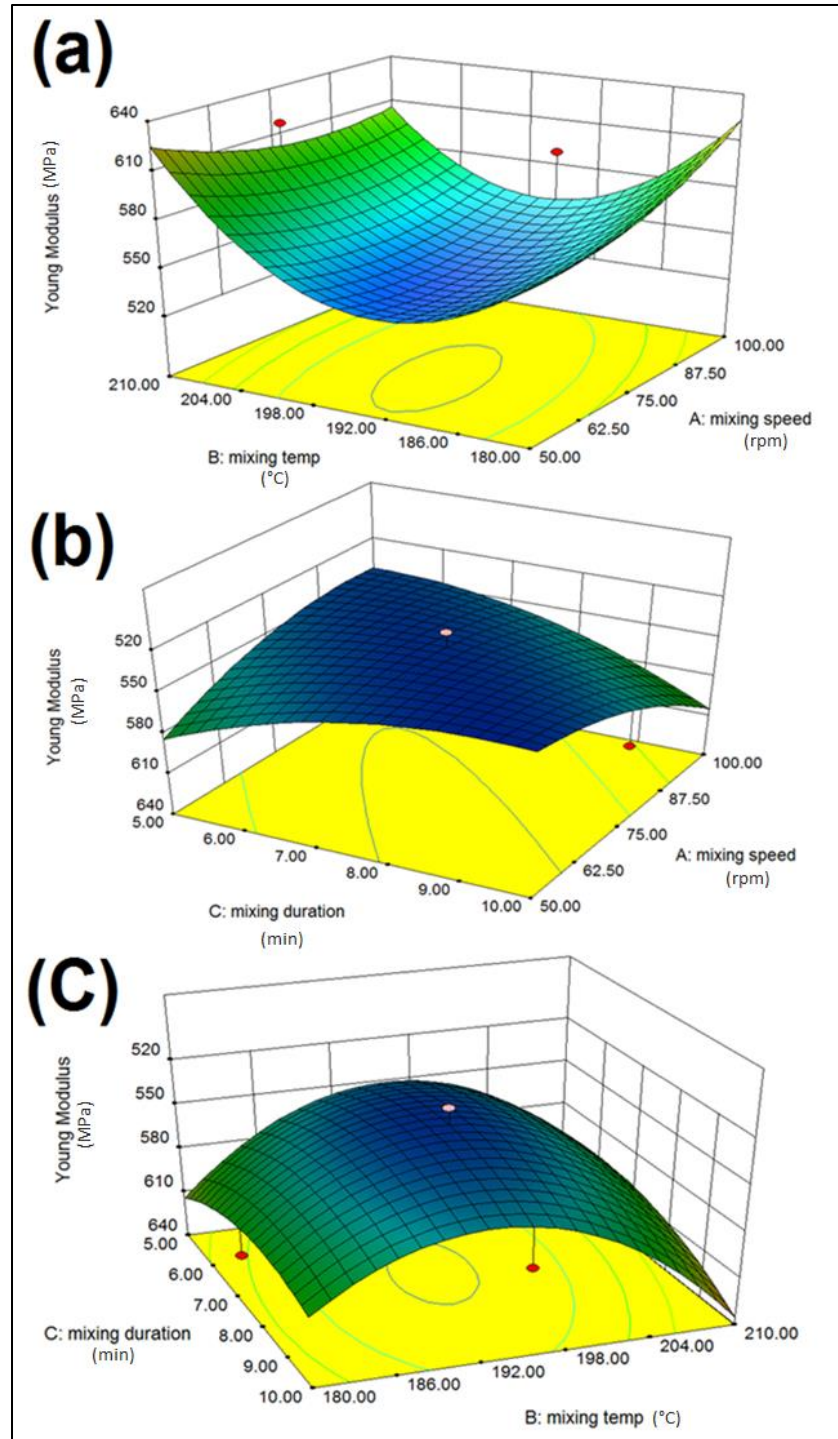 (a)
640
610
580
550
520
Young Modulus (MPa)
210.00
204.00
198.00
192.00
186.00
180.00
B: mixing temp
(°C)
50.00
62.50
75.00
87.50
100.00
A: mixing speed
(rpm)
(b)
520
550
580
610
640
Young Modulus
(MPa)
5.00
6.00
7.00
8.00
9.00
10.00
C: mixing duration
(min)
50.00
62.50
75.00
87.50
100.00
A: mixing speed
(rpm)
(C)
520
550
580
610
640
Young Modulus
(MPa)
5.00
6.00
7.00
8.00
9.00
10.00
C: mixing duration
(min)
180.00
186.00
192.00
198.00
204.00
210.00
B: mixing temp (°C)